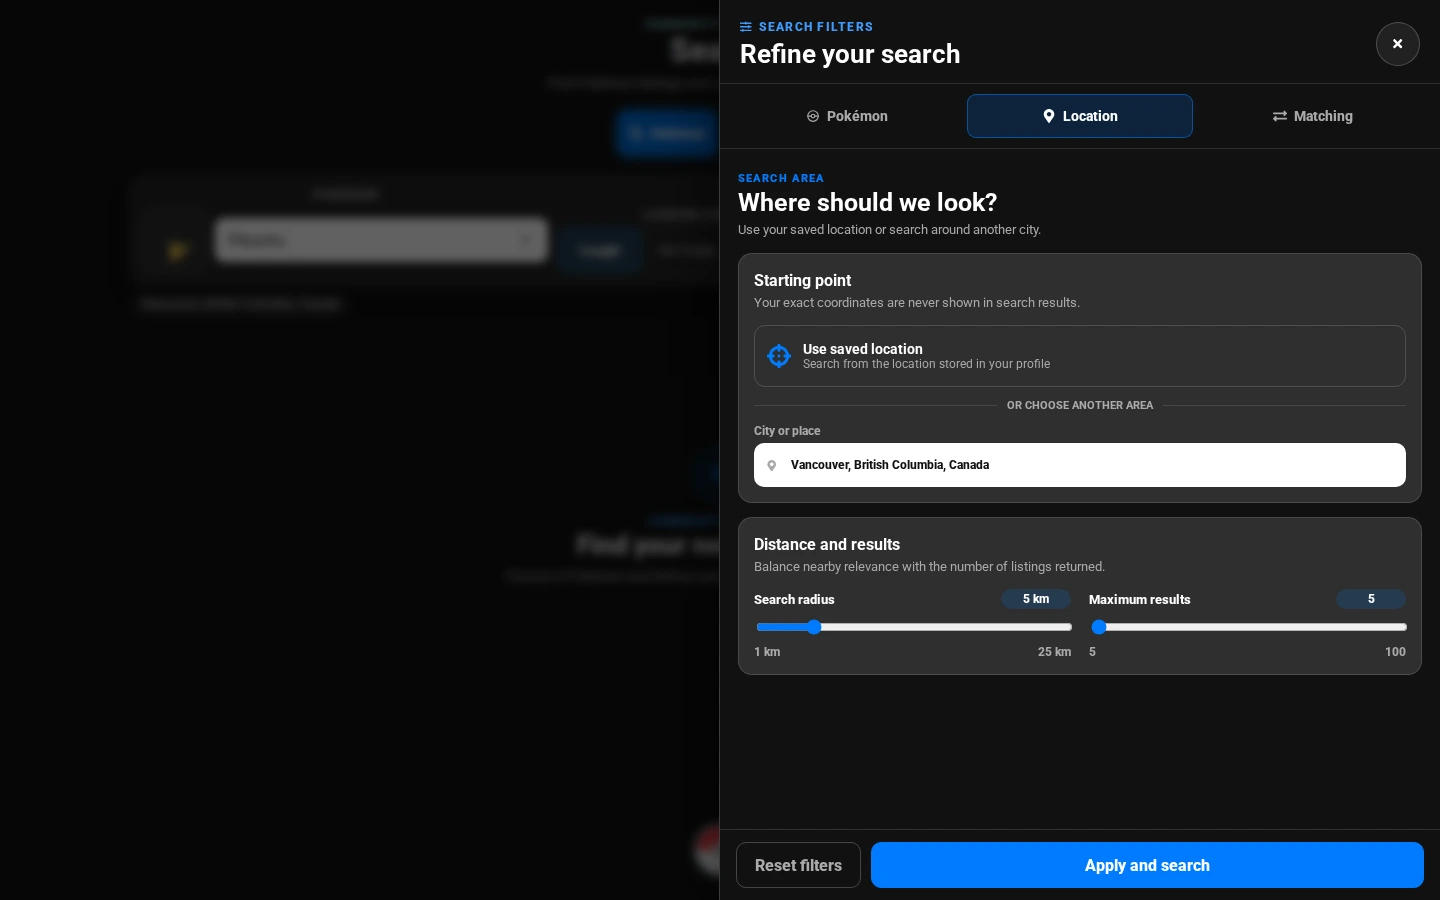 SEARCH FILTERS
Refine your search
×
Pokémon
Location
Matching
SEARCH AREA
Where should we look?
Use your saved location or search around another city.
Starting point
Your exact coordinates are never shown in search results.
Use saved location
Search from the location stored in your profile
OR CHOOSE ANOTHER AREA
City or place
Vancouver, British Columbia, Canada
Distance and results
Balance nearby relevance with the number of listings returned.
Search radius 5 km
1 km 25 km
Maximum results 5
5 100
Reset filters
Apply and search